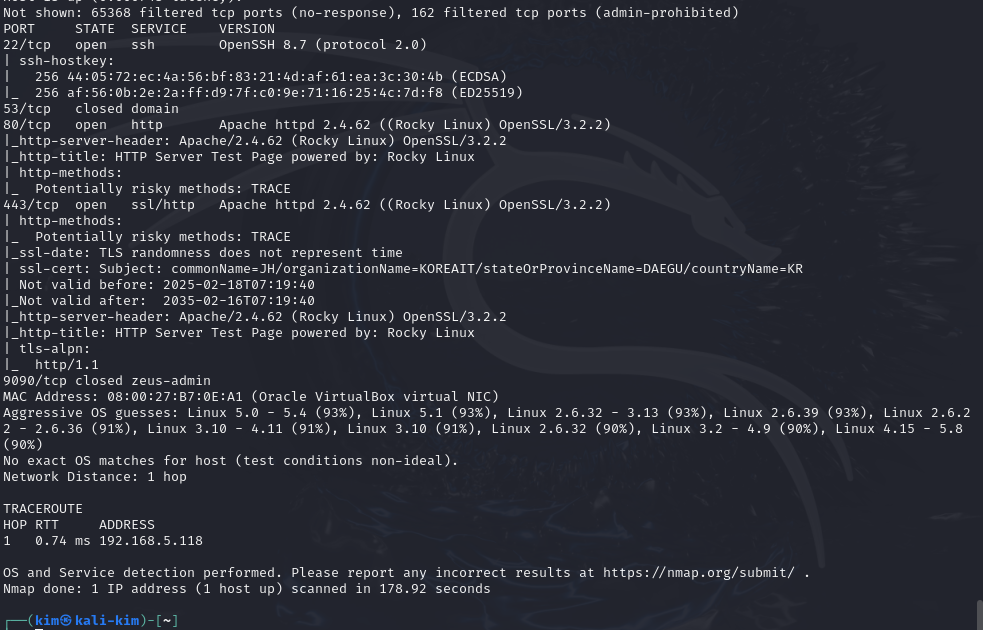 Not shown: 65368 filtered tcp ports (no-response), 162 filtered tcp ports (admin-prohibited)
PORT     STATE  SERVICE    VERSION
22/tcp   open   ssh        OpenSSH 8.7 (protocol 2.0)
| ssh-hostkey:
|   256 44:05:72:ec:4a:56:bf:83:21:4d:af:61:ea:3c:30:4b (ECDSA)
|_  256 af:56:0b:2e:2a:ff:d9:7f:c0:9e:71:16:25:4c:7d:f8 (ED25519)
53/tcp   closed domain
80/tcp   open   http       Apache httpd 2.4.62 ((Rocky Linux) OpenSSL/3.2.2)
|_http-server-header: Apache/2.4.62 (Rocky Linux) OpenSSL/3.2.2
|_http-title: HTTP Server Test Page powered by: Rocky Linux
| http-methods:
|_  Potentially risky methods: TRACE
443/tcp  open   ssl/http   Apache httpd 2.4.62 ((Rocky Linux) OpenSSL/3.2.2)
| http-methods:
|_  Potentially risky methods: TRACE
|_ssl-date: TLS randomness does not represent time
| ssl-cert: Subject: commonName=JH/organizationName=KOREAIT/stateOrProvinceName=DAEGU/countryName=KR
| Not valid before: 2025-02-18T07:19:40
|_Not valid after:  2035-02-16T07:19:40
|_http-server-header: Apache/2.4.62 (Rocky Linux) OpenSSL/3.2.2
|_http-title: HTTP Server Test Page powered by: Rocky Linux
| tls-alpn:
|_  http/1.1
9090/tcp closed zeus-admin
MAC Address: 08:00:27:B7:0E:A1 (Oracle VirtualBox virtual NIC)
Aggressive OS guesses: Linux 5.0 - 5.4 (93%), Linux 5.1 (93%), Linux 2.6.32 - 3.13 (93%), Linux 2.6.39 (93%), Linux 2.6.2
2 - 2.6.36 (91%), Linux 3.10 - 4.11 (91%), Linux 3.10 (91%), Linux 2.6.32 (90%), Linux 3.2 - 4.9 (90%), Linux 4.15 - 5.8
(90%)
No exact OS matches for host (test conditions non-ideal).
Network Distance: 1 hop

TRACEROUTE
HOP RTT     ADDRESS
1   0.74 ms 192.168.5.118

OS and Service detection performed. Please report any incorrect results at https://nmap.org/submit/ .
Nmap done: 1 IP address (1 host up) scanned in 178.92 seconds

┌──(kim㉿kali-kim)-[~]